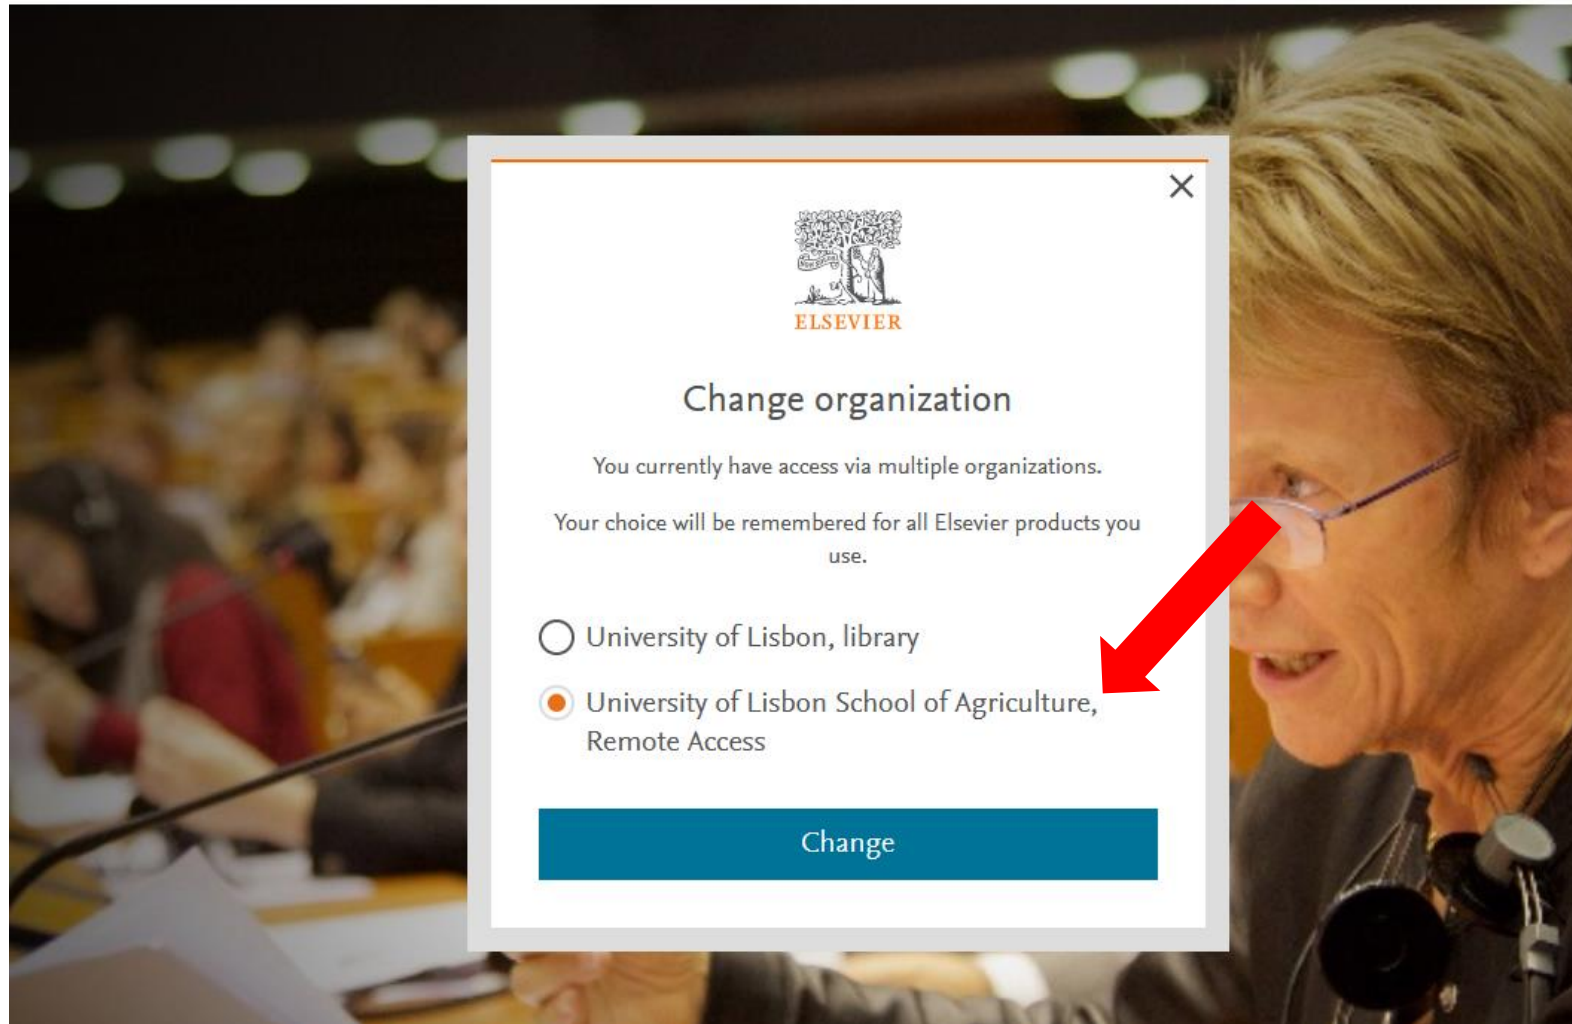 ELSEVIER
Change organization
You currently have access via multiple organizations.
Your choice will be remembered for all Elsevier products you
use.
University of Lisbon, library
University of Lisbon School of Agriculture,
Remote Access
Change